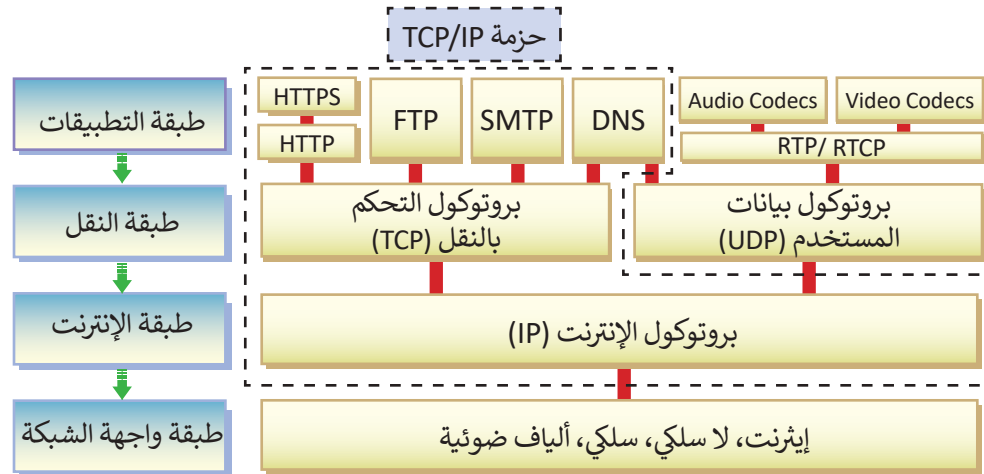 حزمة TCP/IP
طبقة التطبيقات
HTTPS
HTTP
FTP
SMTP
DNS
Audio Codecs
Video Codecs
RTP/ RTCP
طبقة النقل
بروتوكول التحكم
بالنقل (TCP)
بروتوكول بيانات
المستخدم (UDP)
طبقة الإنترنت
بروتوكول الإنترنت (IP)
طبقة واجهة الشبكة
إيثرنت، لا سلكي، سلكي، ألياف ضوئية